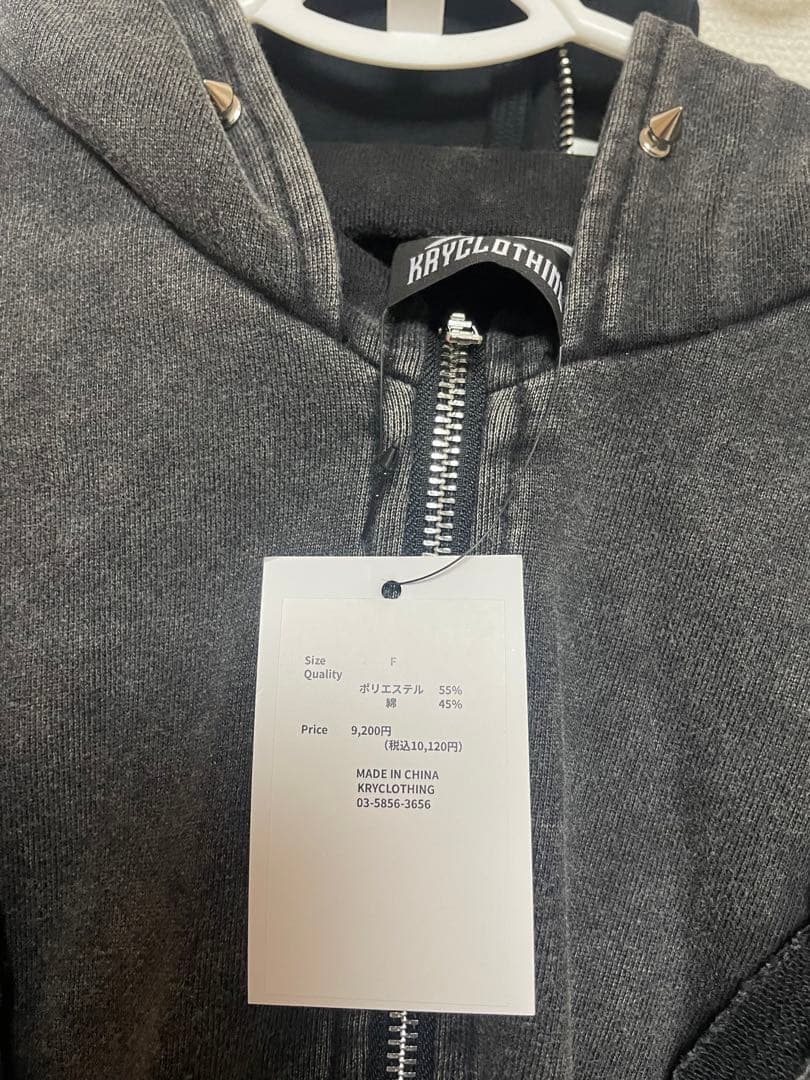 KRYCLOTHING
Size F
Quality
ポリエステル 55%
綿 45%
Price 9,200円
(税込10,120円)
MADE IN CHINA
KRYCLOTHING
03-5856-3656